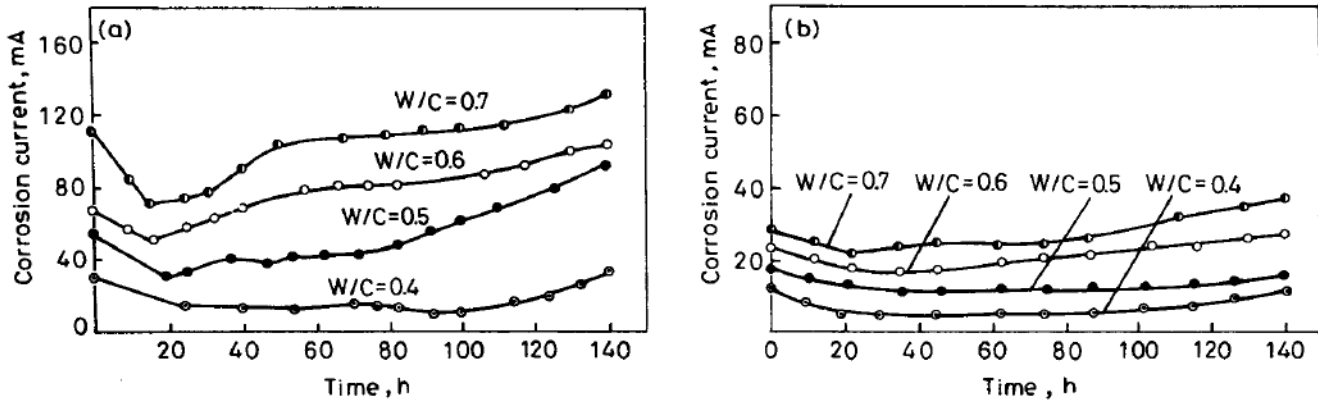 (a)
Corrosion current, mA
160
120
80
40
0
W/C=0.7
W/C=0.6
W/C=0.5
W/C=0.4
20 40 60 80 100 120 140
Time, h
(b)
Corrosion current, mA
80
60
40
20
W/C=0.7 W/C=0.6 W/C=0.5 W/C=0.4
0 20 40 60 80 100 120 140
Time, h